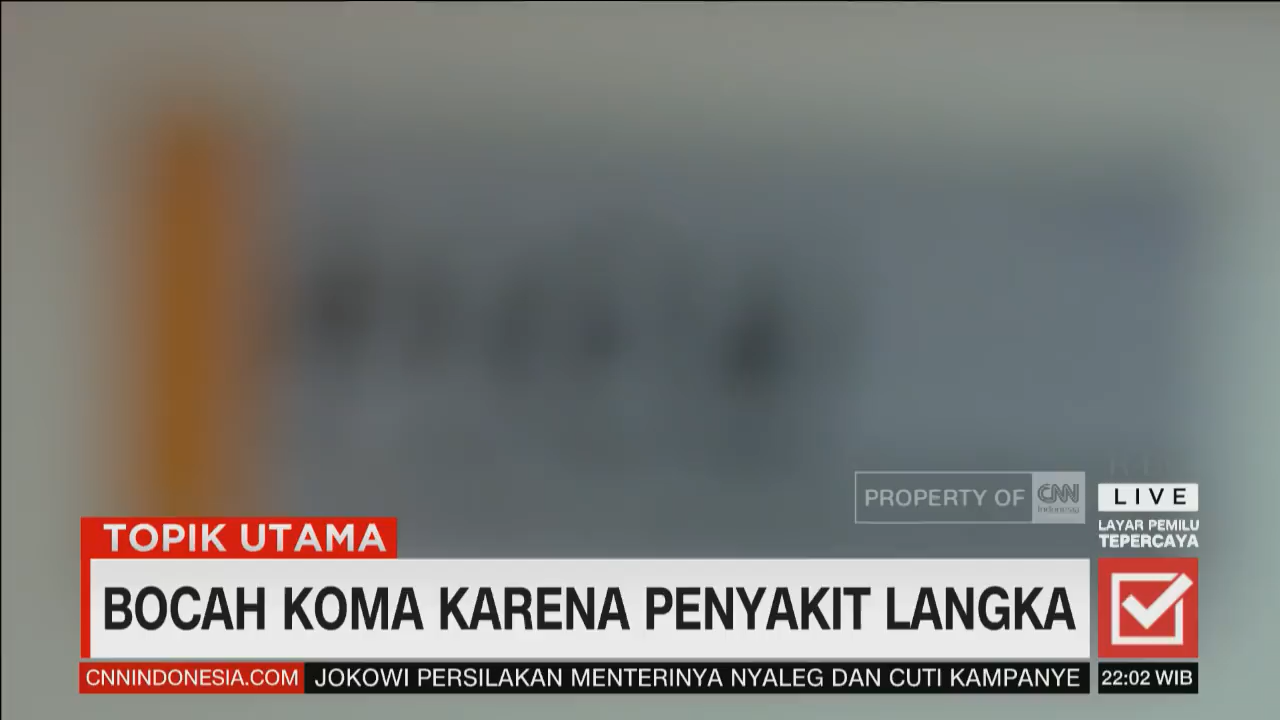 PROPERTY OF CNN Indonesia
LIVE
LAYAR PEMILU
TEPERCAYA
TOPIK UTAMA
BOCAH KOMA KARENA PENYAKIT LANGKA
CNNINDONESIA.COM JOKOWI PERSILAKAN MENTERINYA NYALEG DAN CUTI KAMPANYE 22:02 WIB